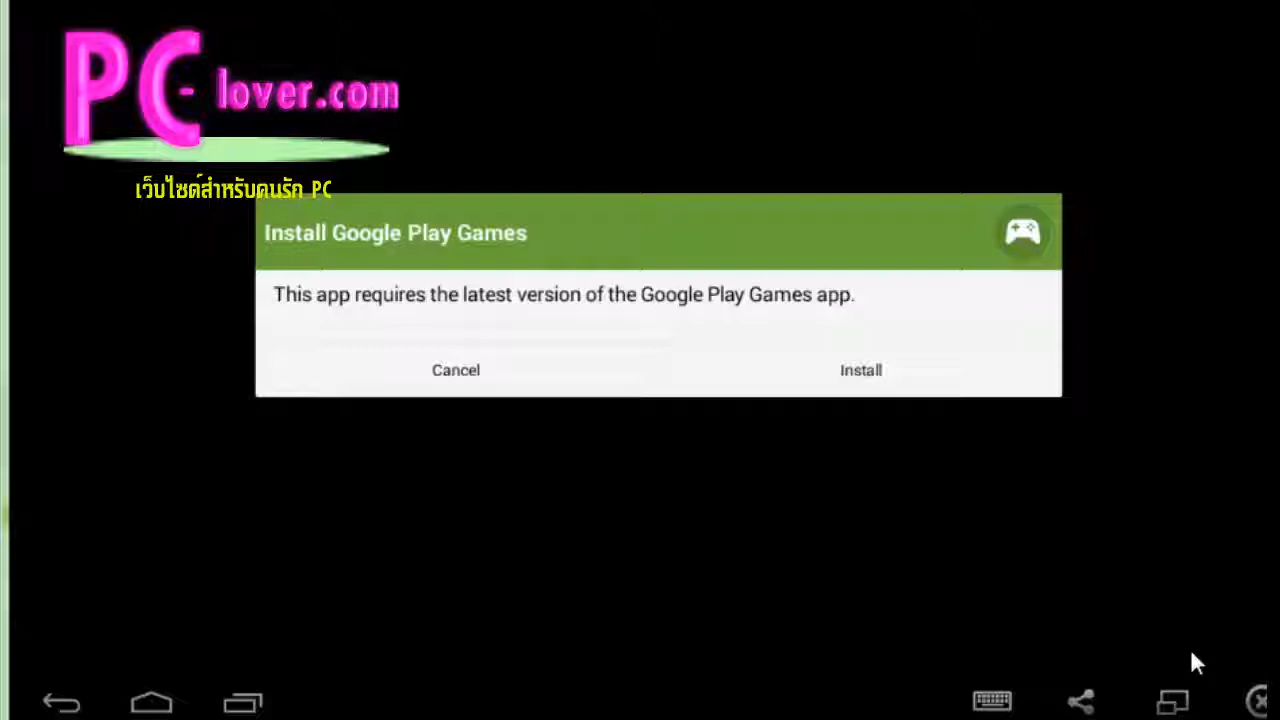 PC-lover.com
เว็บไซด์สำหรับคนรัก PC
Install Google Play Games
This app requires the latest version of the Google Play Games app.
Cancel
Install